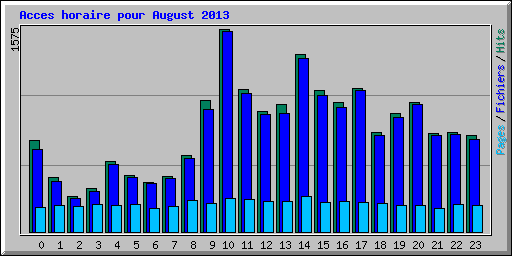 Acces horaire pour August 2013
1575
Pages / Fichiers / Hits
0 1 2 3 4 5 6 7 8 9 10 11 12 13 14 15 16 17 18 19 20 21 22 23